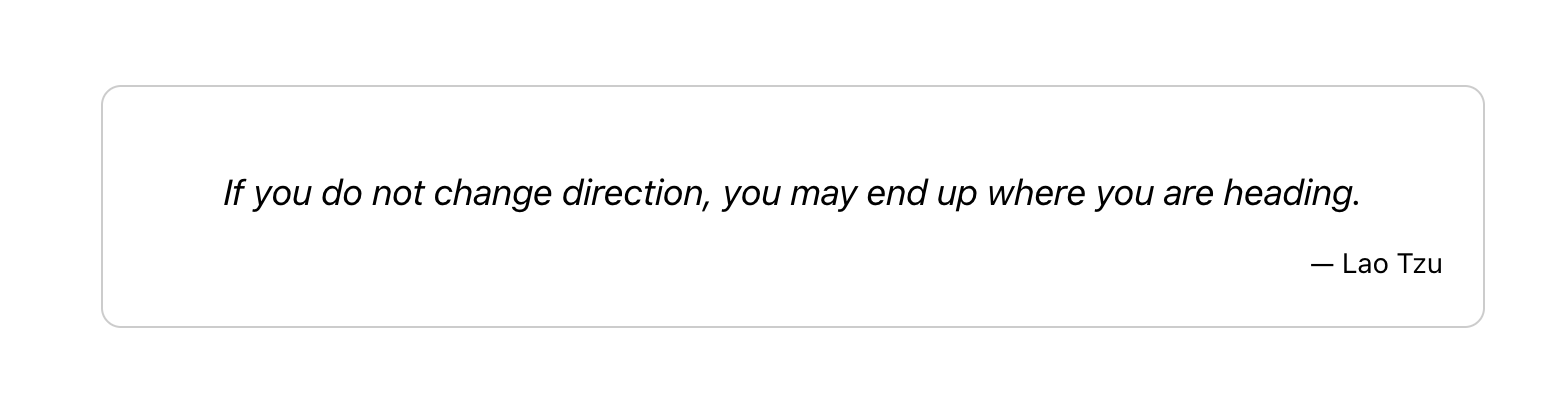 If you do not change direction, you may end up where you are heading.
— Lao Tzu